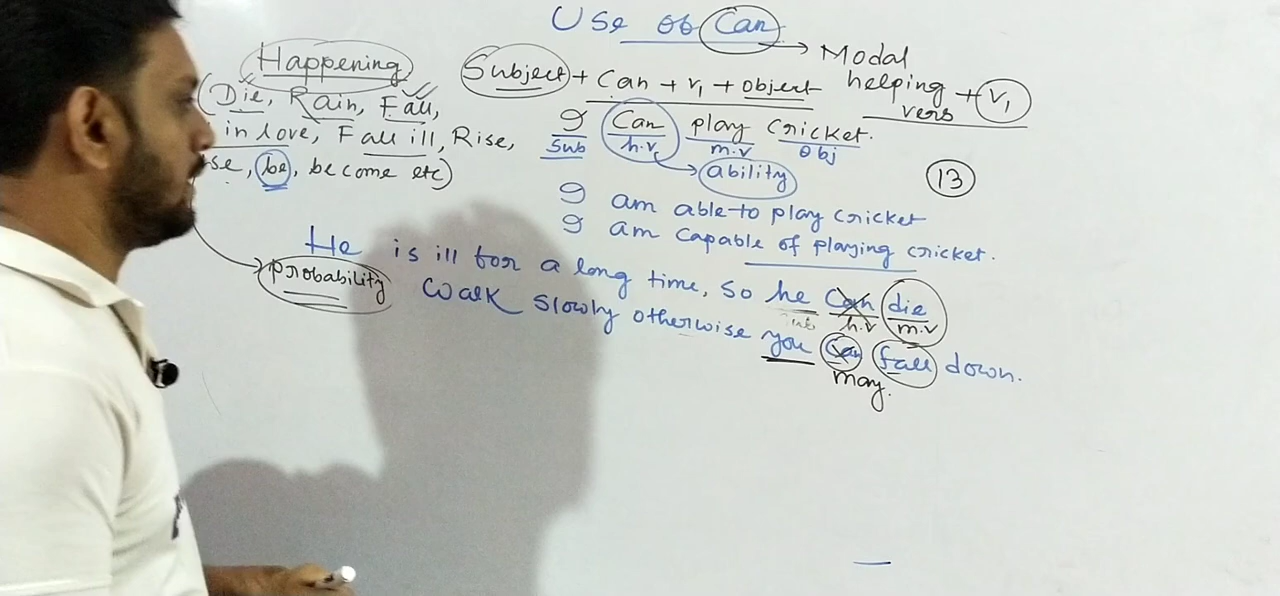 Use of Can
Modal
helping + V1
verb
Happening
(Die, Rain, Fall,
in love, Fall ill, Rise,
be, become etc)
Subject + Can + V1 + object
I Can play cricket.
Sub h.v m.v obj
ability
13
I am able to play cricket
I am capable of playing cricket.
He is ill for a long time, so he can die
h.v m.v
probability
Walk slowly otherwise you can fall down.
may.